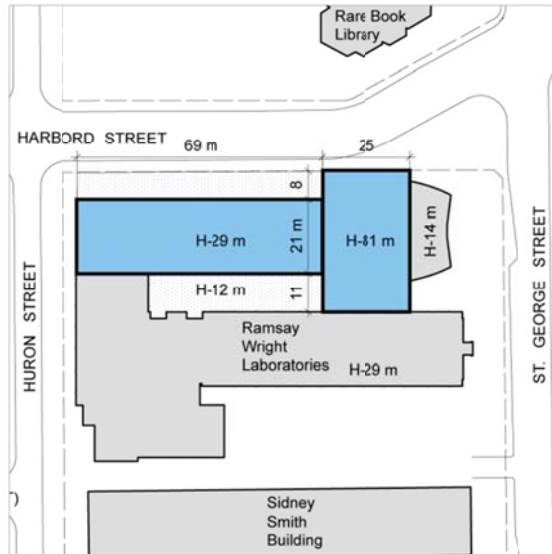 Rare Book
Library
HARBORD STREET
69 m
25
8
H-29 m
21 m
H-81 m
H-14 m
H-12 m
11
HURON STREET
ST. GEORGE STREET
Ramsay
Wright
Laboratories
H-29 m
Sidney
Smith
Building